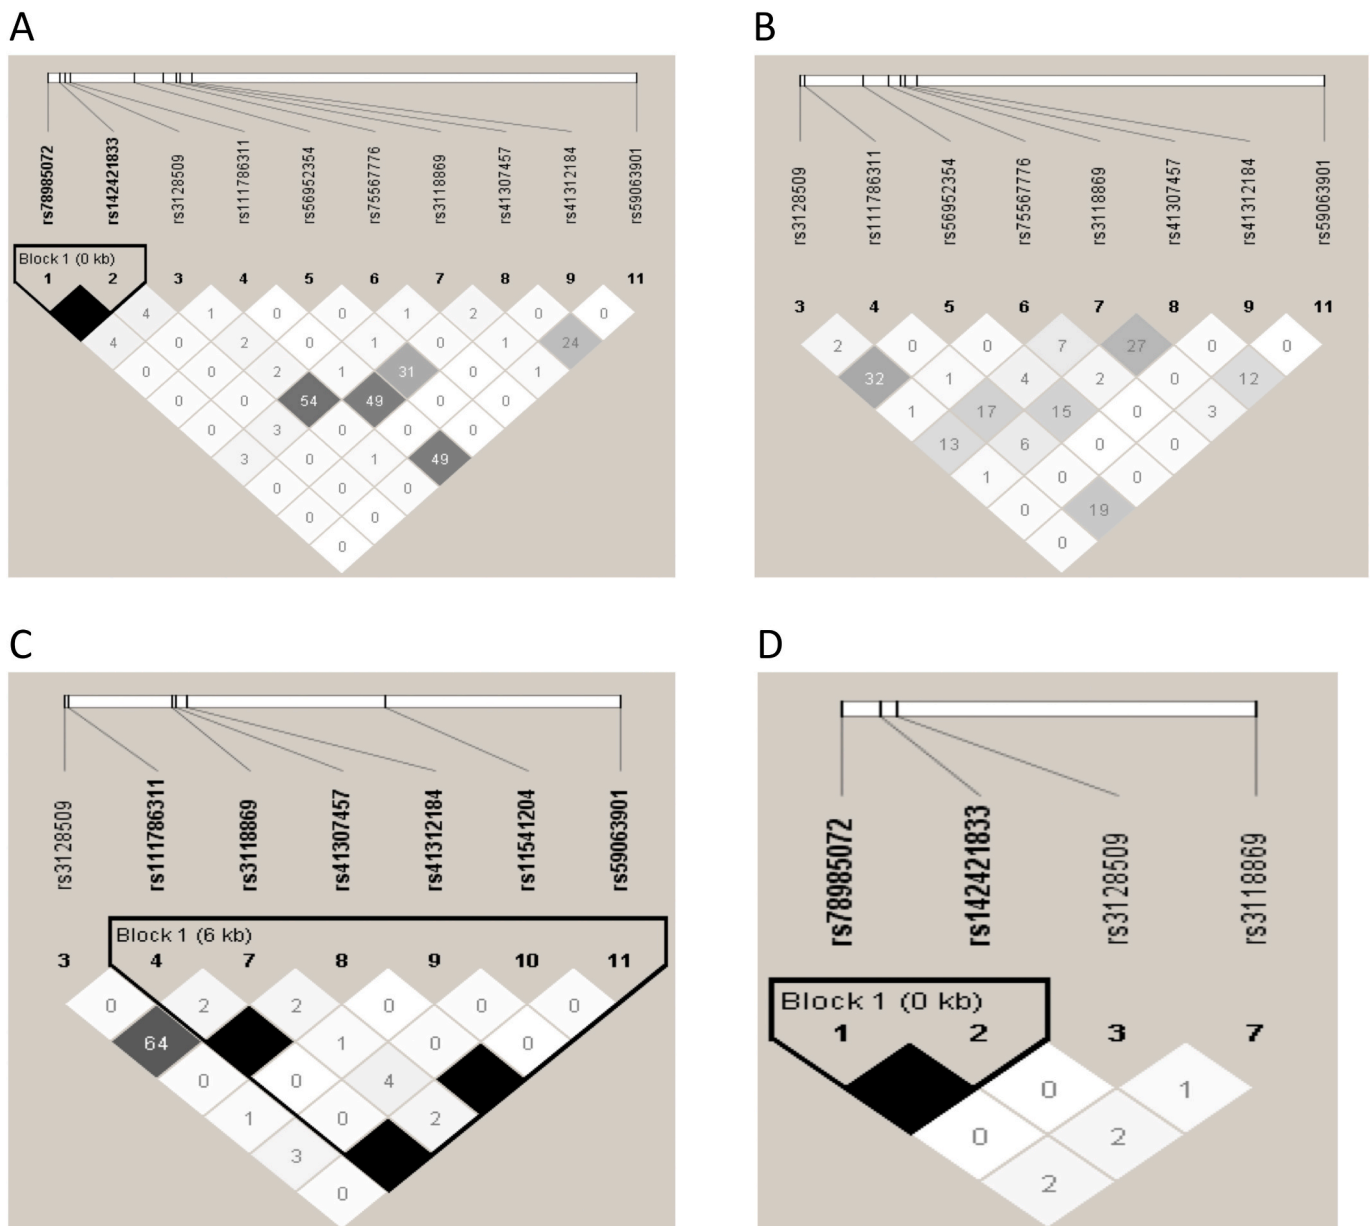 A
rs78985072 rs142421833 rs3128509 rs111786311 rs56952354 rs75567776 rs3118869 rs41307457 rs41312184 rs59063901
Block 1 (0 kb)
1 2 3 4 5 6 7 8 9 11
4 1 0 0 1 2 0 0
4 0 2 0 1 0 1 24
0 0 2 1 31 0 1
0 0 54 49 0 0
0 3 0 0 0
3 0 1 49
0 0 0
0 0
0
B
rs3128509 rs111786311 rs56952354 rs75567776 rs3118869 rs41307457 rs41312184 rs59063901
3 4 5 6 7 8 9 11
2 0 0 7 27 0 0
32 1 4 2 0 12
1 17 15 0 3
13 6 0 0
1 0 0
0 19
0
C
rs3128509 rs111786311 rs3118869 rs41307457 rs41312184 rs11541204 rs59063901
Block 1 (6 kb)
3 4 7 8 9 10 11
0 2 2 0 0 0
64 1 0 0
0 0 4
1 0 2
3
0
D
rs78985072 rs142421833 rs3128509 rs3118869
Block 1 (0 kb)
1 2 3 7
0 1
0 2
2